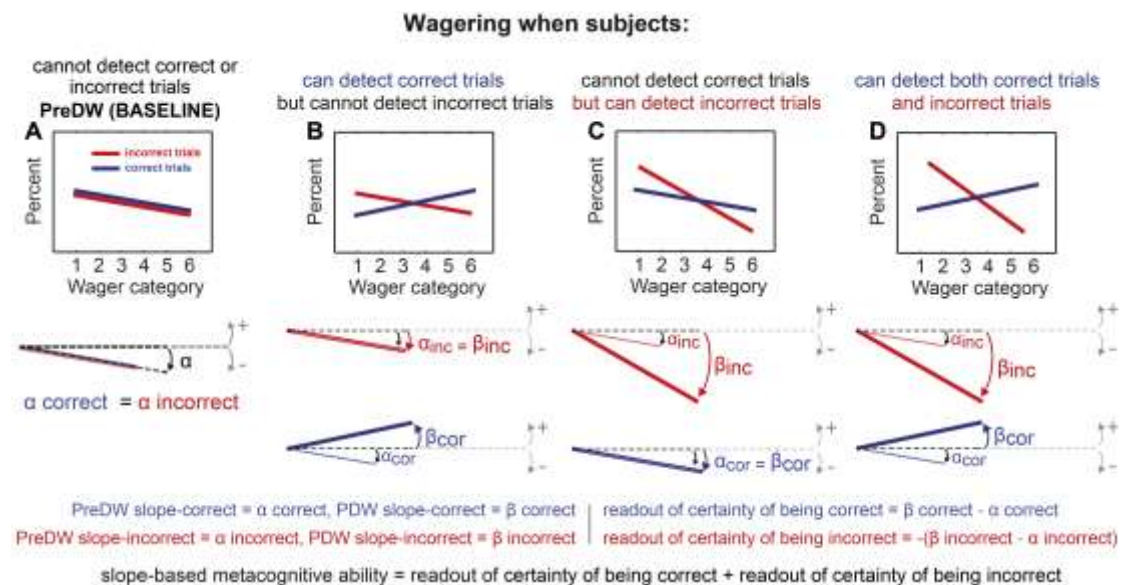 Wagering when subjects:
cannot detect correct or
incorrect trials
PreDW (BASELINE)
can detect correct trials
but cannot detect incorrect trials
cannot detect correct trials
but can detect incorrect trials
can detect both correct trials
and incorrect trials
A
incorrect trials
correct trials
Percent
1 2 3 4 5 6
Wager category
B
Percent
1 2 3 4 5 6
Wager category
C
Percent
1 2 3 4 5 6
Wager category
D
Percent
1 2 3 4 5 6
Wager category
+
-
α
α correct = α incorrect
+
-
αinc = βinc
+
-
αinc
βinc
+
-
αinc
βinc
+
-
βcor
αcor
+
-
αcor = βcor
+
-
βcor
αcor
PreDW slope-correct = α correct, PDW slope-correct = β correct | readout of certainty of being correct = β correct - α correct
PreDW slope-incorrect = α incorrect, PDW slope-incorrect = β incorrect | readout of certainty of being incorrect = -(β incorrect - α incorrect)
slope-based metacognitive ability = readout of certainty of being correct + readout of certainty of being incorrect